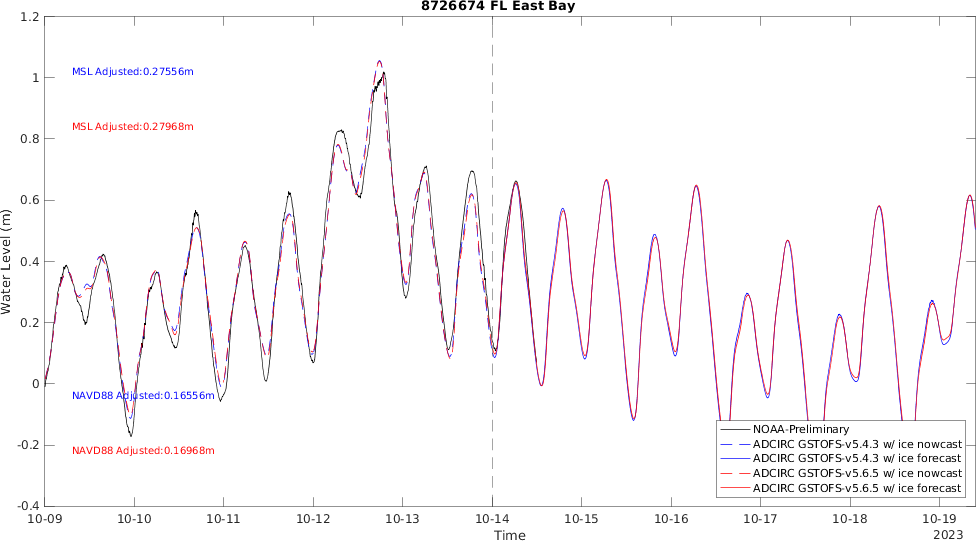 8726674 FL East Bay
1.2
1
0.8
0.6
0.4
0.2
0
-0.2
-0.4
Water Level (m)
MSL Adjusted:0.27556m
MSL Adjusted:0.27968m
NAVD88 Adjusted:0.16556m
NAVD88 Adjusted:0.16968m
NOAA-Preliminary
ADCIRC GSTOFS-v5.4.3 w/ ice nowcast
ADCIRC GSTOFS-v5.4.3 w/ ice forecast
ADCIRC GSTOFS-v5.6.5 w/ ice nowcast
ADCIRC GSTOFS-v5.6.5 w/ ice forecast
10-09 10-10 10-11 10-12 10-13 10-14 10-15 10-16 10-17 10-18 10-19
Time
2023